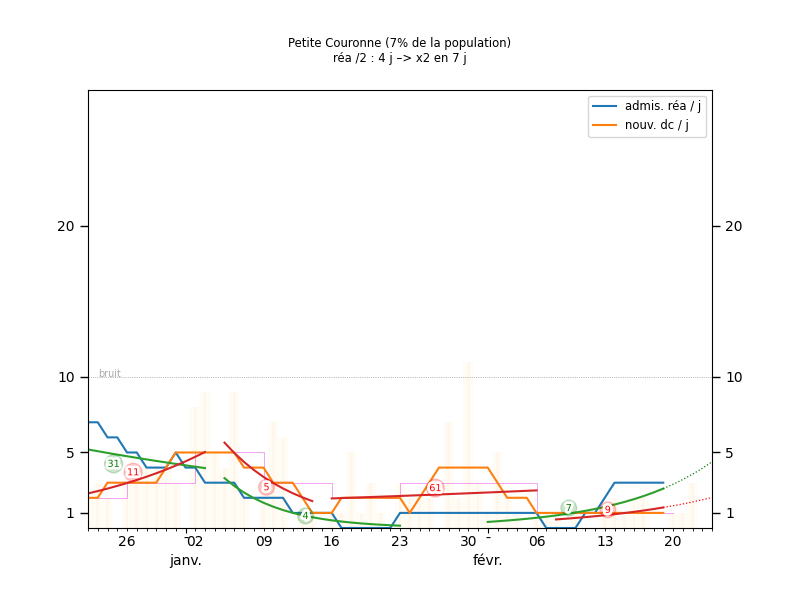 Petite Couronne (7% de la population)
réa /2 : 4 j –> x2 en 7 j
admis. réa / j
nouv. dc / j
20 20
bruit
10 10
5 5
31 11 5 61 4 7 9
1 1
26 02 09 16 23 30 06 13 20
janv. févr.